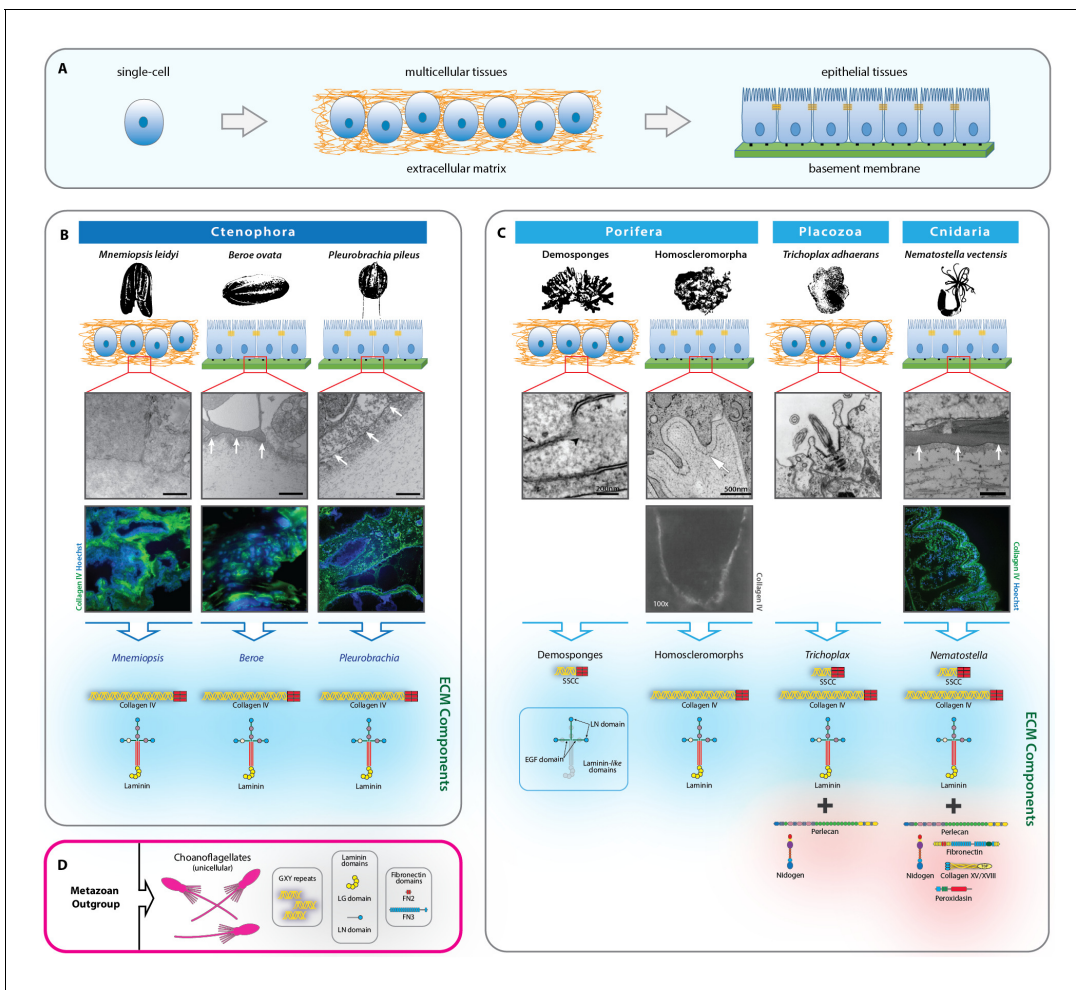 A
single-cell
multicellular tissues
epithelial tissues
extracellular matrix
basement membrane
B
Ctenophora
Mnemiopsis leidyi
Beroe ovata
Pleurobrachia pileus
Collagen IV Hoechst
Mnemiopsis
Beroe
Pleurobrachia
Collagen IV
Collagen IV
Collagen IV
Laminin
Laminin
Laminin
ECM Components
C
Porifera
Placozoa
Cnidaria
Demosponges
Homoscleromorpha
Trichoplax adhaerans
Nematostella vectensis
500nm
500nm
100x
Collagen IV
Collagen IV
Hoechst
Demosponges
Homoscleromorphs
Trichoplax
Nematostella
SSCC
SSCC
SSCC
Collagen IV
Collagen IV
Collagen IV
LN domain
EGF domain
Laminin-like
domains
Laminin
Laminin
Laminin
+
+
Perlecan
Perlecan
Nidogen
Nidogen
Fibronectin
Collagen XV/XVIII
Peroxidasin
ECM Components
D
Metazoan
Outgroup
Choanoflagellates
(unicellular)
GXY repeats
Laminin
domains
LG domain
LN domain
Fibronectin
domains
FN2
FN3